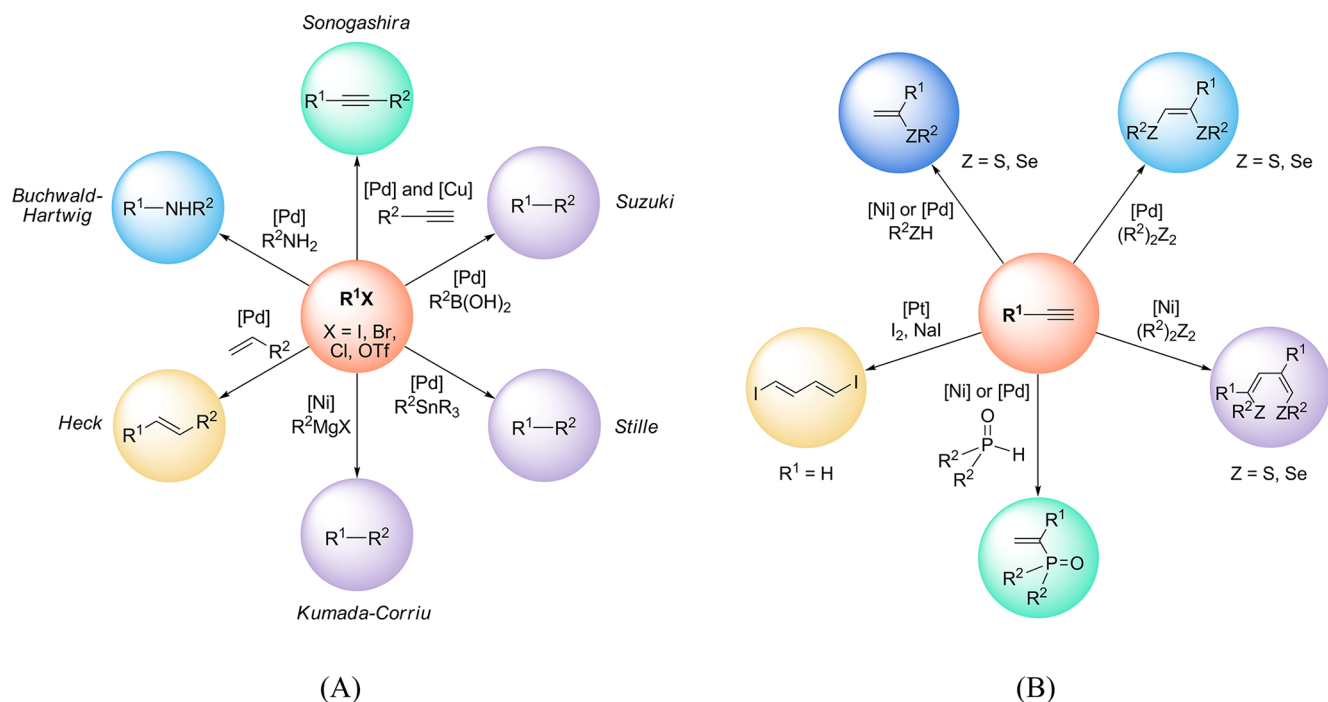 Sonogashira
R¹
R²
[Pd] and [Cu]
R²
Buchwald-
Hartwig
R¹
NHR²
[Pd]
R²NH₂
R¹
R²
Suzuki
[Pd]
R²B(OH)₂
R¹X
X = I, Br,
Cl, OTf
[Pd]
R²
Heck
R¹
R²
[Ni]
R²MgX
[Pd]
R²SnR₃
R¹
R²
Stille
R¹
R²
Kumada-Corriu
(A)
R¹
ZR²
Z = S, Se
R¹
R²Z
ZR²
Z = S, Se
[Ni] or [Pd]
R²ZH
[Pd]
(R²)₂Z₂
R¹
[Pt]
I₂, NaI
[Ni]
(R²)₂Z₂
I
I
R¹ = H
[Ni] or [Pd]
O
P
H
R²
R²
R¹
R¹
R²Z
ZR²
Z = S, Se
R¹
P=O
R²
R²
(B)